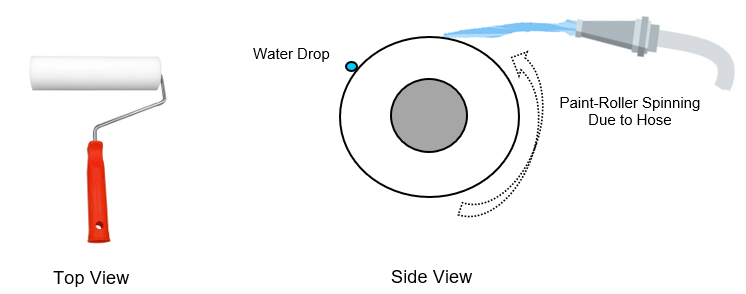 Water Drop
Paint-Roller Spinning
Due to Hose
Top View
Side View